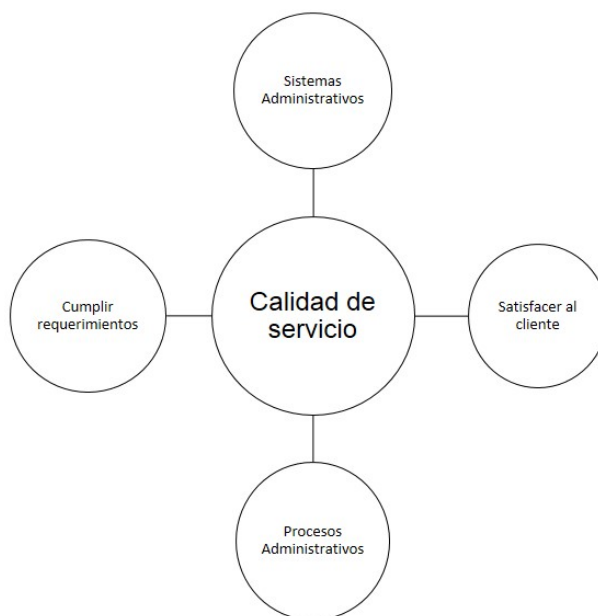 Sistemas
Administrativos
Cumplir
requerimientos
Calidad de
servicio
Satisfacer al
cliente
Procesos
Administrativos